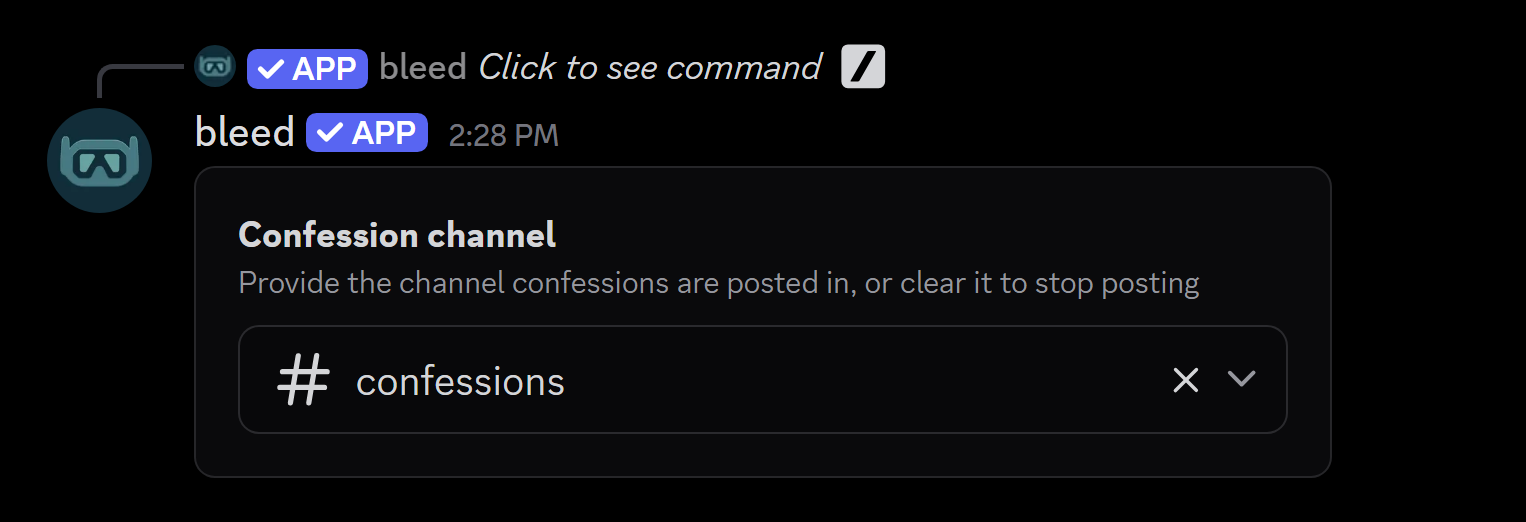 APP bleed Click to see command
bleed APP 2:28 PM
Confession channel
Provide the channel confessions are posted in, or clear it to stop posting
# confessions